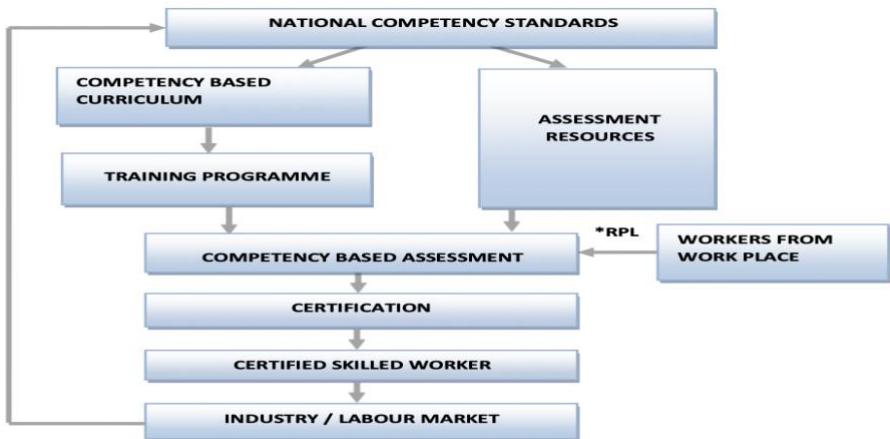 NATIONAL COMPETENCY STANDARDS
COMPETENCY BASED
CURRICULUM
ASSESSMENT
RESOURCES
TRAINING PROGRAMME
*RPL
WORKERS FROM
WORK PLACE
COMPETENCY BASED ASSESSMENT
CERTIFICATION
CERTIFIED SKILLED WORKER
INDUSTRY / LABOUR MARKET